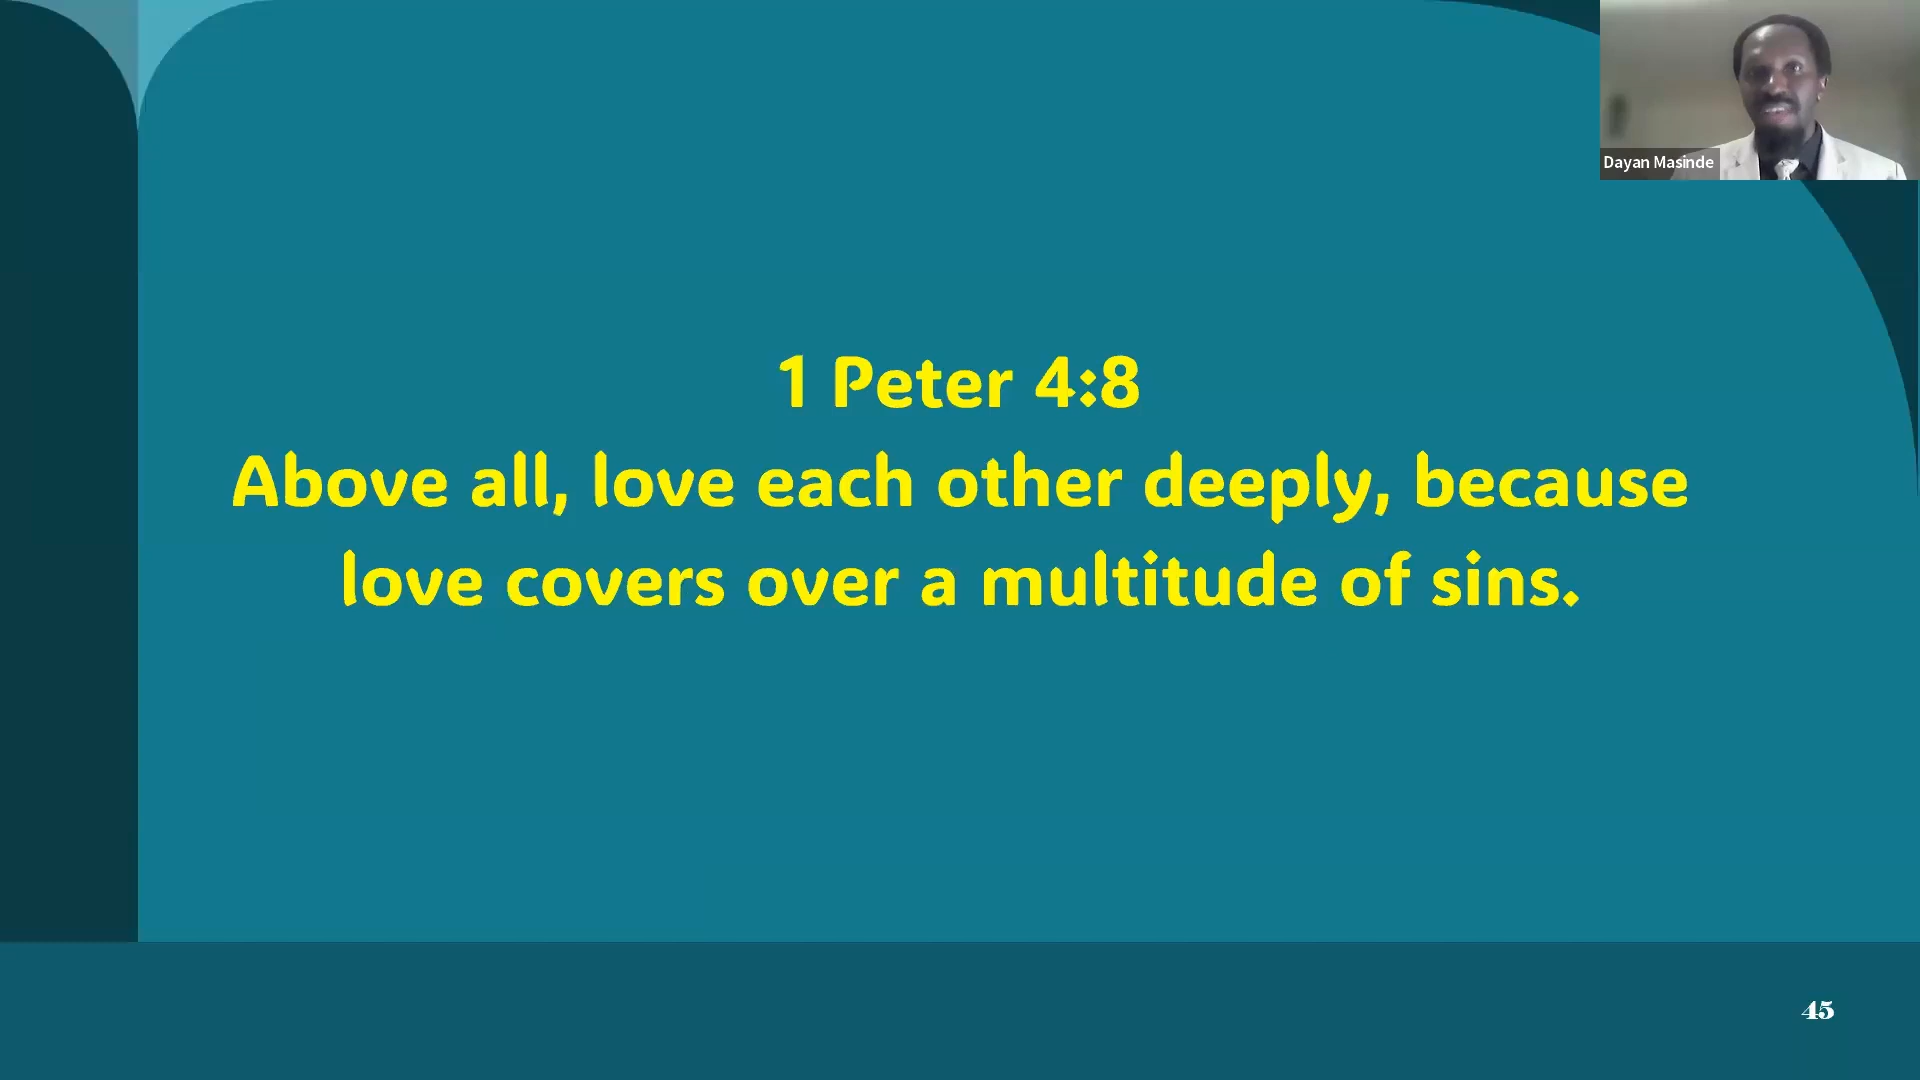 Dayan Masinde
1 Peter 4:8
Above all, love each other deeply, because
love covers over a multitude of sins.
45